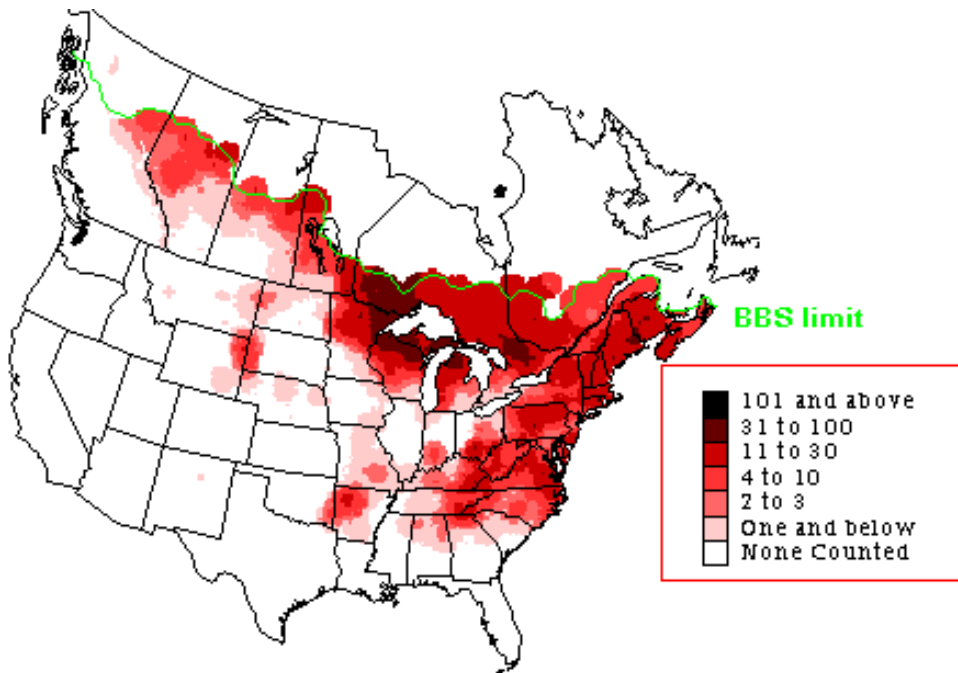 BBS limit
101 and above
31 to 100
11 to 30
4 to 10
2 to 3
One and below
None Counted